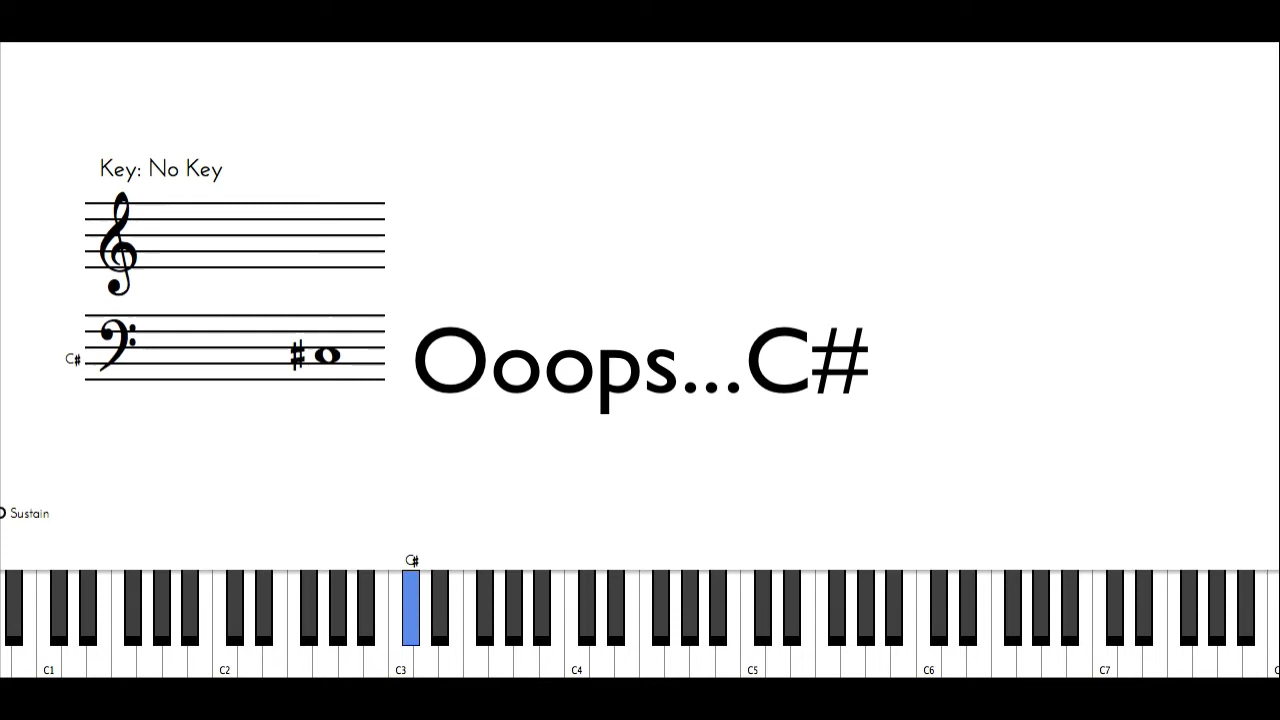 Key: No Key
C#
Ooops...C#
Sustain
C#
C1 C2 C3 C4 C5 C6 C7